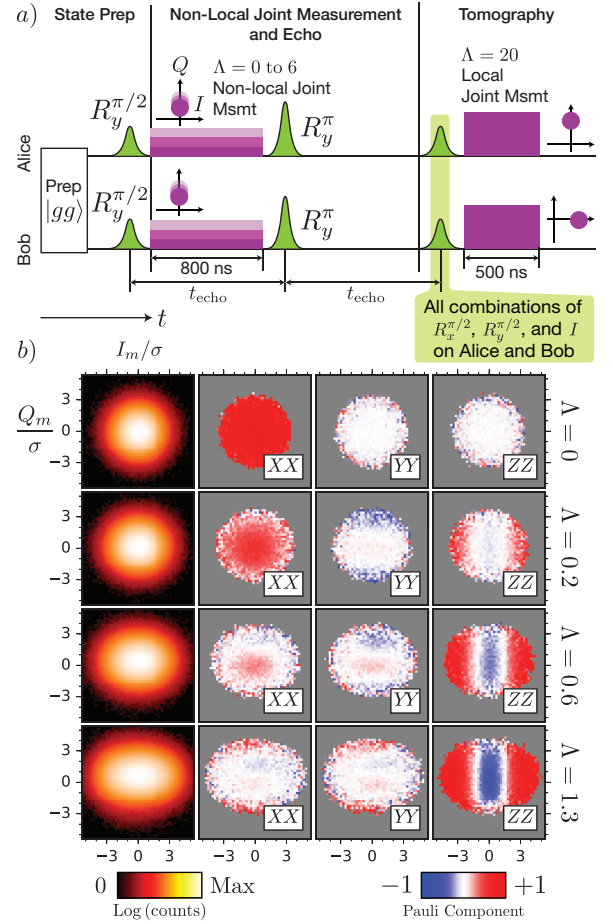 a)
State Prep
Non-Local Joint Measurement
and Echo
Tomography
Q
I
Λ = 0 to 6
Non-local Joint
Msmt
Λ = 20
Local
Joint Msmt
R_y^{π/2}
R_y^π
Alice
Prep
|gg⟩
R_y^{π/2}
R_y^π
Bob
800 ns
500 ns
t_echo
t_echo
t
All combinations of
R_x^{π/2}, R_y^{π/2}, and I
on Alice and Bob
b)
I_m/σ
Q_m/σ
3
0
−3
XX
YY
ZZ
Λ = 0
3
0
−3
XX
YY
ZZ
Λ = 0.2
3
0
−3
XX
YY
ZZ
Λ = 0.6
3
0
−3
XX
YY
ZZ
Λ = 1.3
−3 0 3
−3 0 3
−3 0 3
−3 0 3
0
Max
Log (counts)
−1
+1
Pauli Component